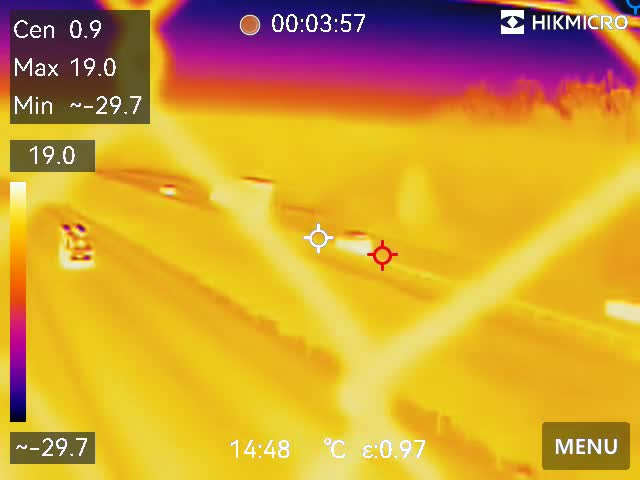 Cen 0.9
Max 19.0
Min ~-29.7
00:03:57
HIKMICRO
19.0
~-29.7
14:48 ℃ ε:0.97
MENU